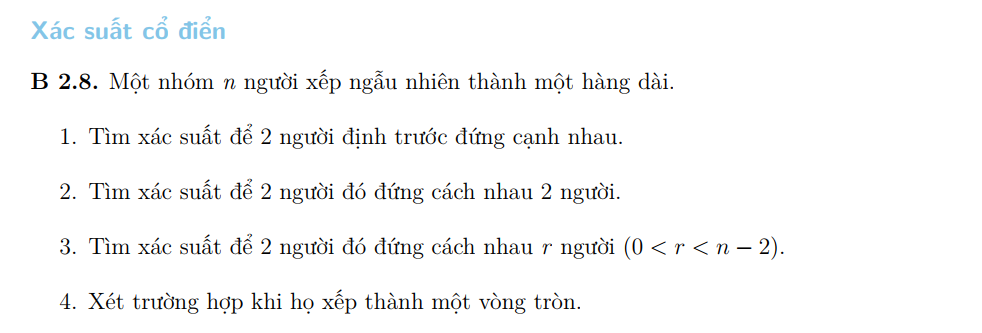 Xác suất cổ điển
B 2.8. Một nhóm n người xếp ngẫu nhiên thành một hàng dài.
1. Tìm xác suất để 2 người định trước đứng cạnh nhau.
2. Tìm xác suất để 2 người đó đứng cách nhau 2 người.
3. Tìm xác suất để 2 người đó đứng cách nhau r người (0 < r < n − 2).
4. Xét trường hợp khi họ xếp thành một vòng tròn.